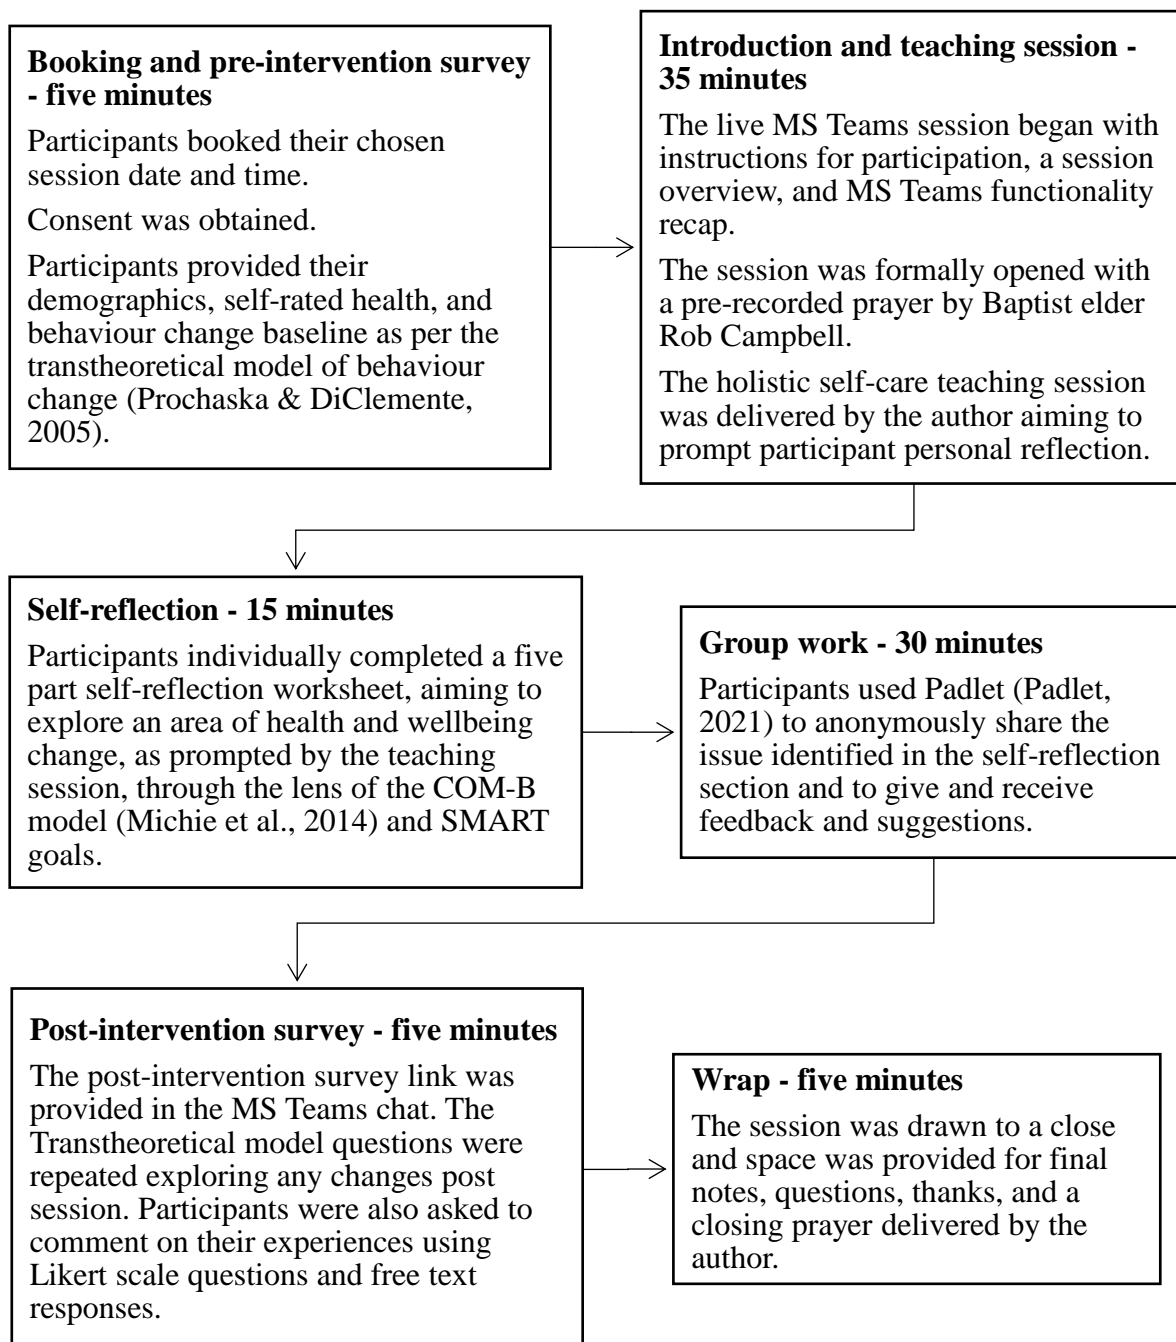 Booking and pre-intervention survey
- five minutes
Participants booked their chosen
session date and time.
Consent was obtained.
Participants provided their
demographics, self-rated health, and
behaviour change baseline as per the
transtheoretical model of behaviour
change (Prochaska & DiClemente,
2005).
Introduction and teaching session -
35 minutes
The live MS Teams session began with
instructions for participation, a session
overview, and MS Teams functionality
recap.
The session was formally opened with
a pre-recorded prayer by Baptist elder
Rob Campbell.
The holistic self-care teaching session
was delivered by the author aiming to
prompt participant personal reflection.
Self-reflection - 15 minutes
Participants individually completed a five
part self-reflection worksheet, aiming to
explore an area of health and wellbeing
change, as prompted by the teaching
session, through the lens of the COM-B
model (Michie et al., 2014) and SMART
goals.
Group work - 30 minutes
Participants used Padlet (Padlet,
2021) to anonymously share the
issue identified in the self-reflection
section and to give and receive
feedback and suggestions.
Post-intervention survey - five minutes
The post-intervention survey link was
provided in the MS Teams chat. The
Transtheoretical model questions were
repeated exploring any changes post
session. Participants were also asked to
comment on their experiences using
Likert scale questions and free text
responses.
Wrap - five minutes
The session was drawn to a close
and space was provided for final
notes, questions, thanks, and a
closing prayer delivered by the
author.